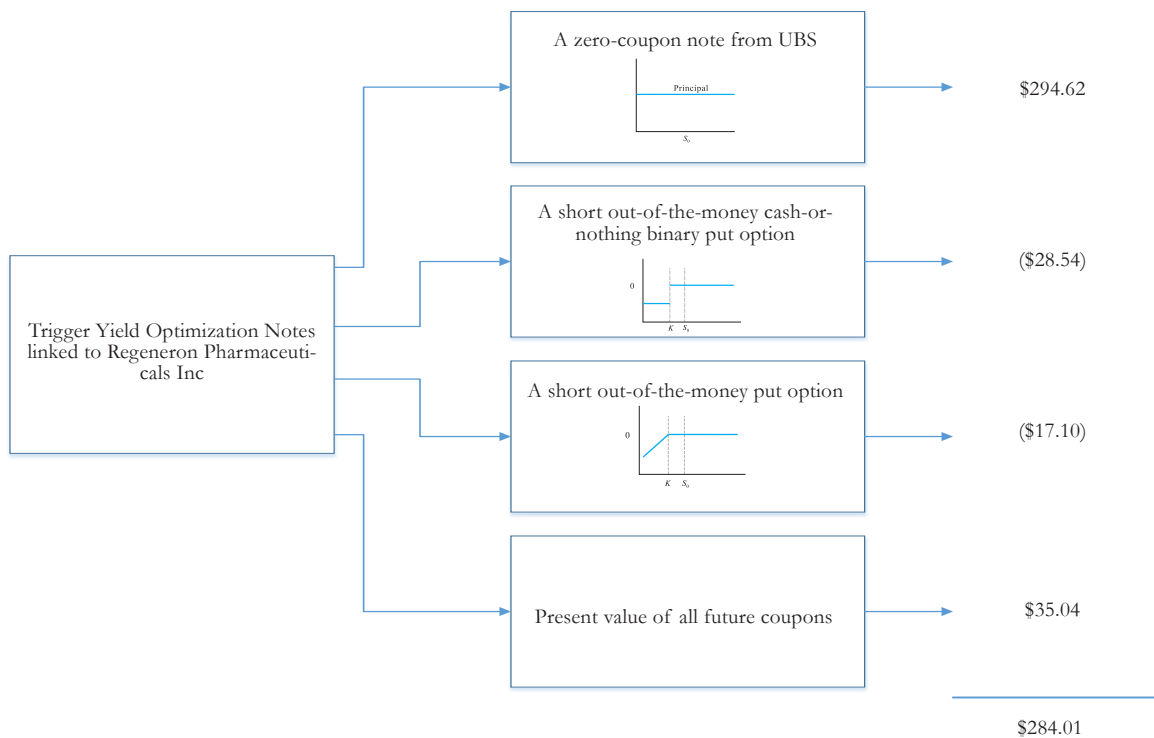 A zero-coupon note from UBS
Principal
S₀
$294.62
A short out-of-the-money cash-or-
nothing binary put option
0
K
S₀
($28.54)
Trigger Yield Optimization Notes
linked to Regeneron Pharmaceuti-
cals Inc
A short out-of-the-money put option
0
K
S₀
($17.10)
Present value of all future coupons
$35.04
$284.01